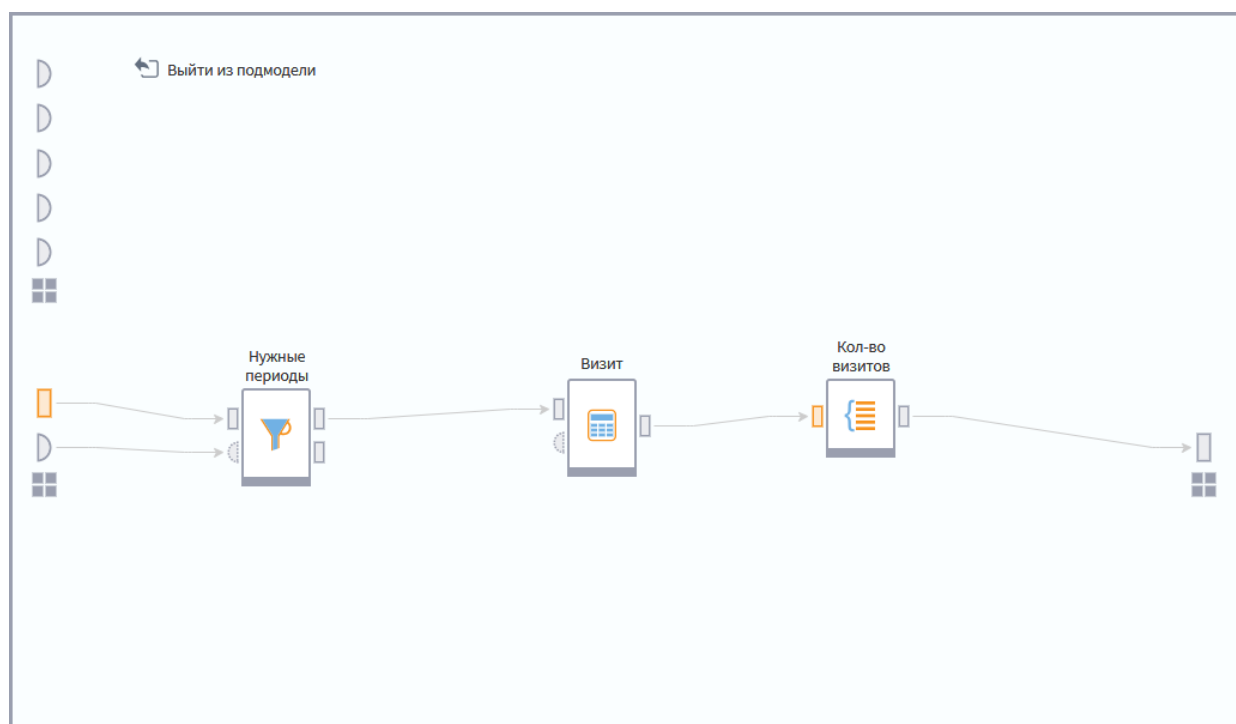 Выйти из подмодели
Нужные
периоды
Визит
Кол-во
визитов